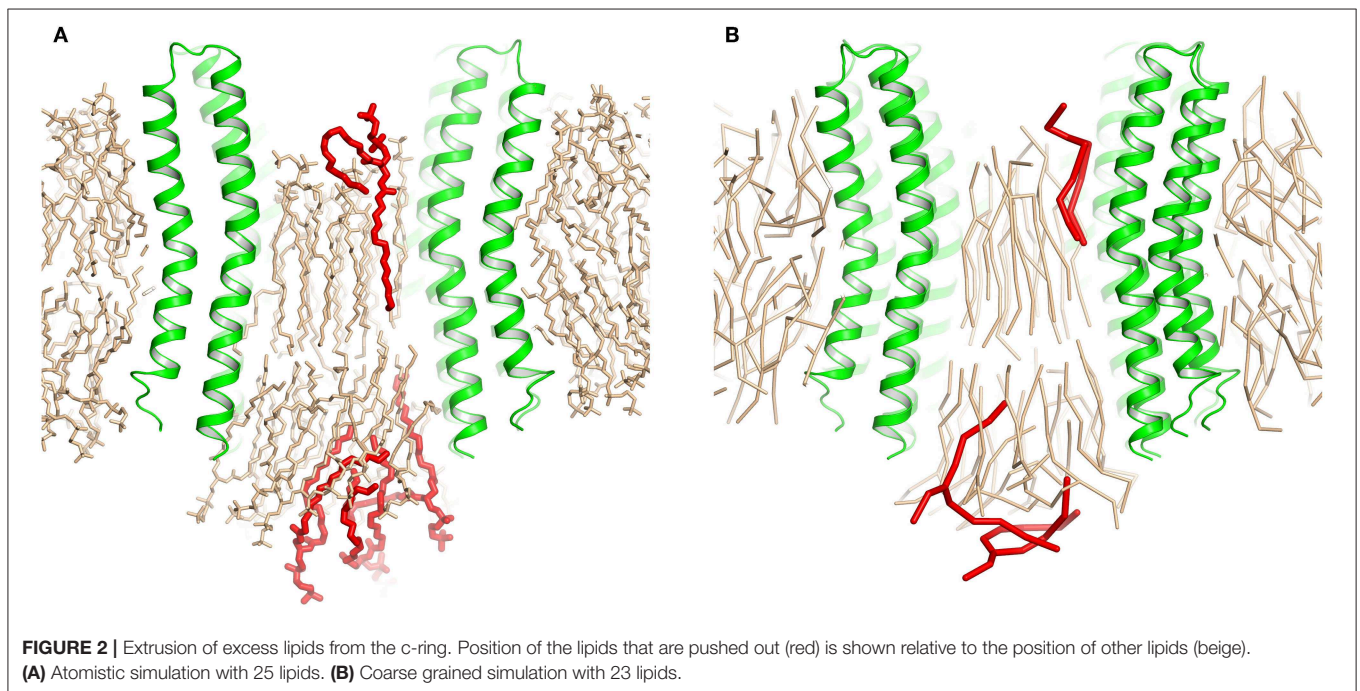 A
B
FIGURE 2 | Extrusion of excess lipids from the c-ring. Position of the lipids that are pushed out (red) is shown relative to the position of other lipids (beige).
(A) Atomistic simulation with 25 lipids. (B) Coarse grained simulation with 23 lipids.